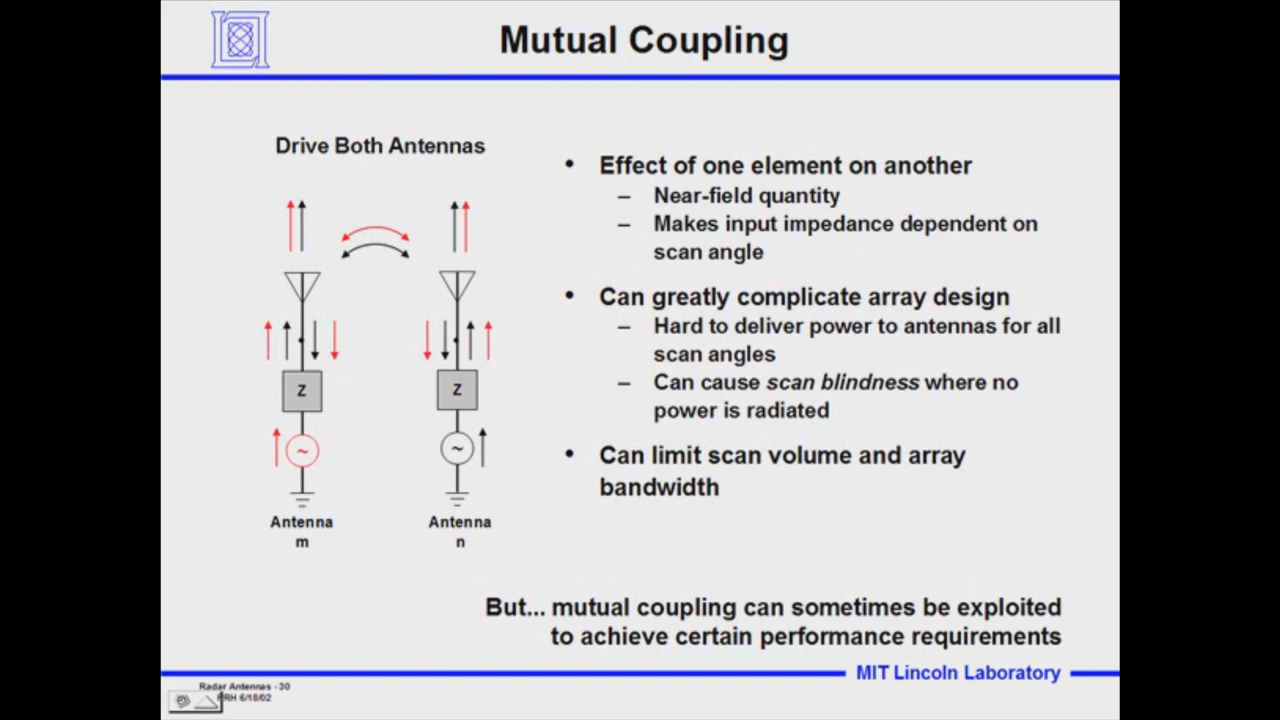 Mutual Coupling
Drive Both Antennas
Z
Z
~
~
Antenna
m
Antenna
n
• Effect of one element on another
– Near-field quantity
– Makes input impedance dependent on
scan angle
• Can greatly complicate array design
– Hard to deliver power to antennas for all
scan angles
– Can cause scan blindness where no
power is radiated
• Can limit scan volume and array
bandwidth
But... mutual coupling can sometimes be exploited
to achieve certain performance requirements
MIT Lincoln Laboratory
Radar Antennas - 30
6/18/02